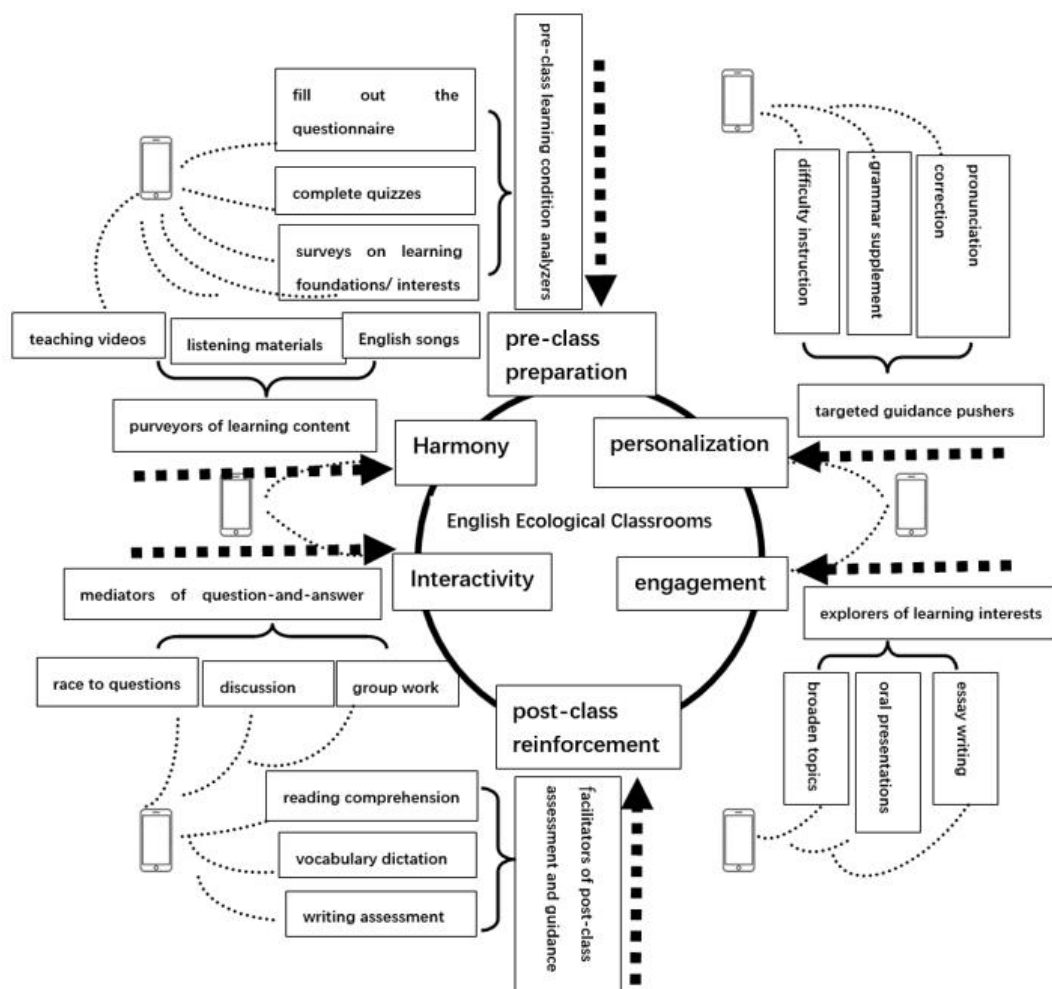 pre-class learning condition analyzers
fill out the
questionnaire
complete quizzes
surveys on learning
foundations/ interests
teaching videos
listening materials
English songs
purveyors of learning content
pre-class
preparation
difficulty instruction
grammar supplement
pronunciation
correction
targeted guidance pushers
Harmony
personalization
English Ecological Classrooms
Interactivity
engagement
mediators of question-and-answer
race to questions
discussion
group work
explorers of learning interests
broaden topics
oral presentations
essay writing
post-class
reinforcement
reading comprehension
vocabulary dictation
writing assessment
facilitators of post-class
assessment and guidance